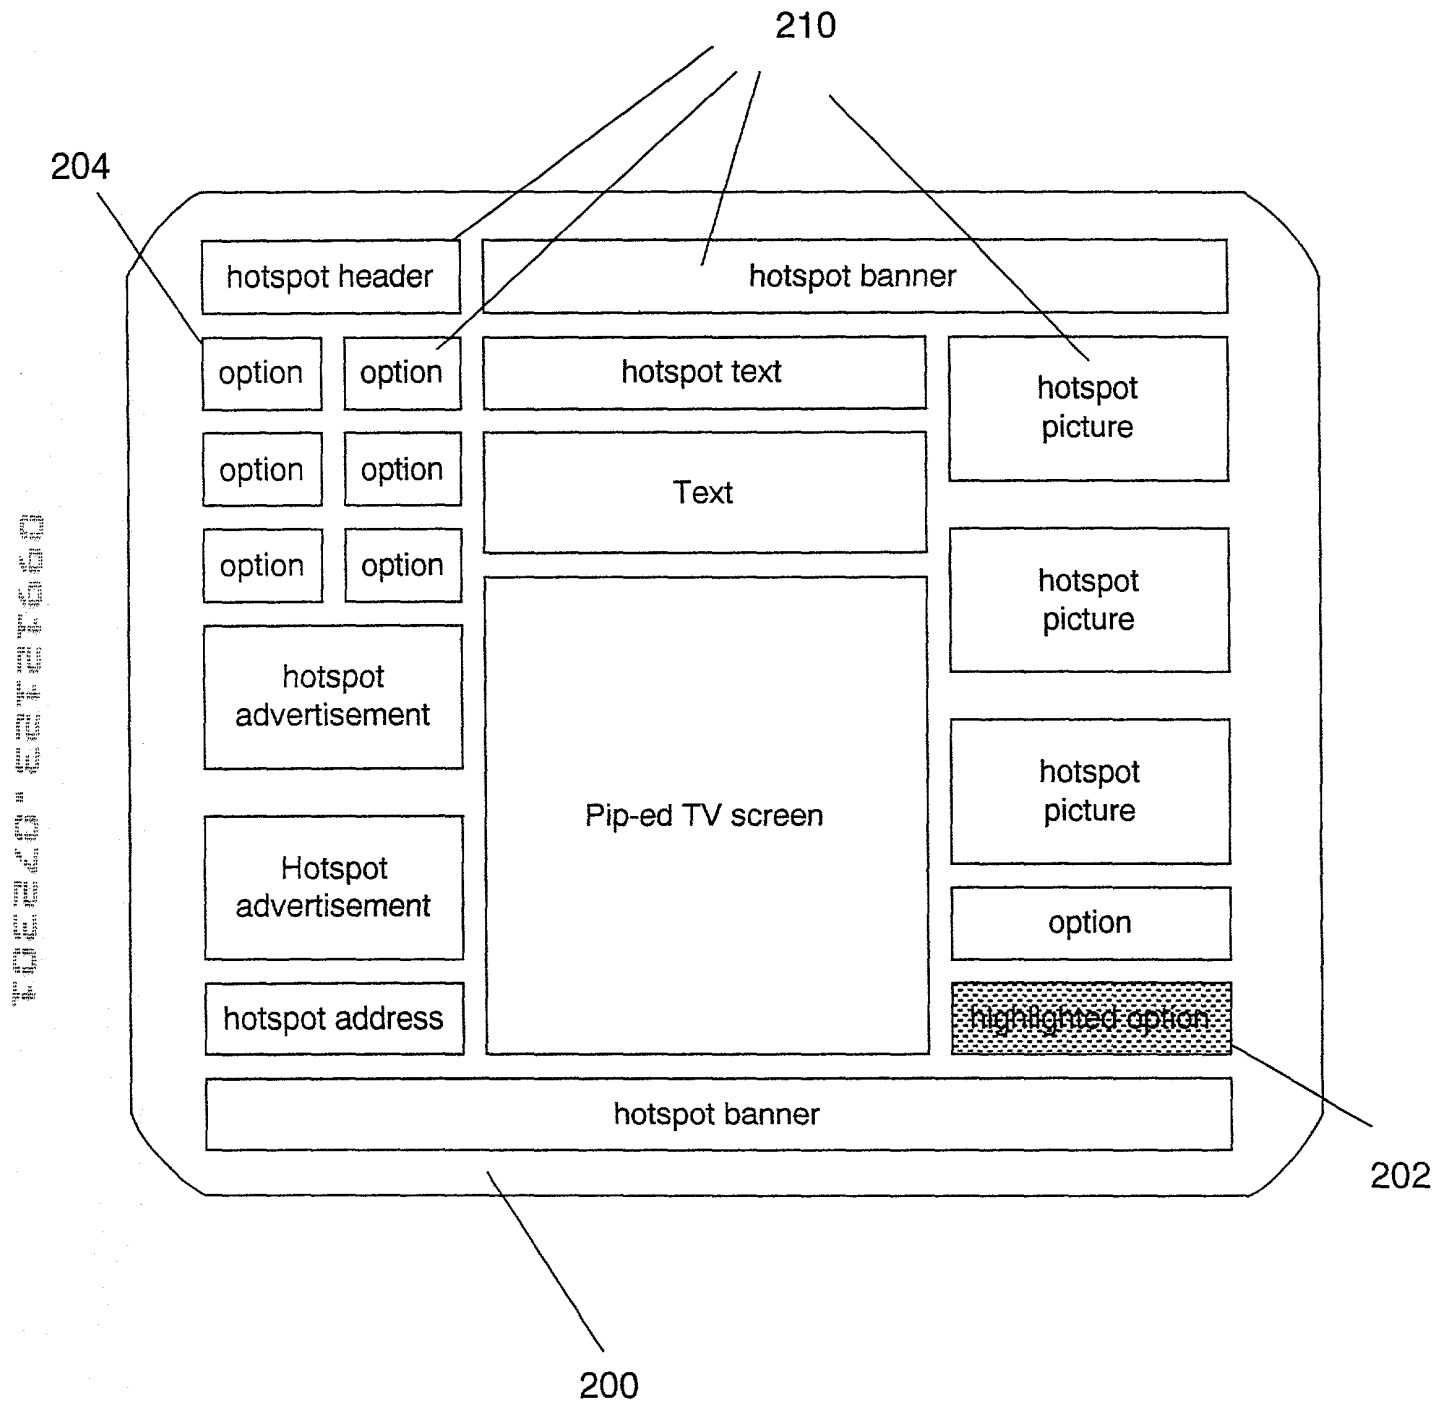 210
204
hotspot header
hotspot banner
option
option
hotspot text
hotspot
picture
option
option
Text
option
option
hotspot
picture
hotspot
advertisement
Pip-ed TV screen
hotspot
picture
Hotspot
advertisement
option
hotspot address
highlighted option
hotspot banner
202
200